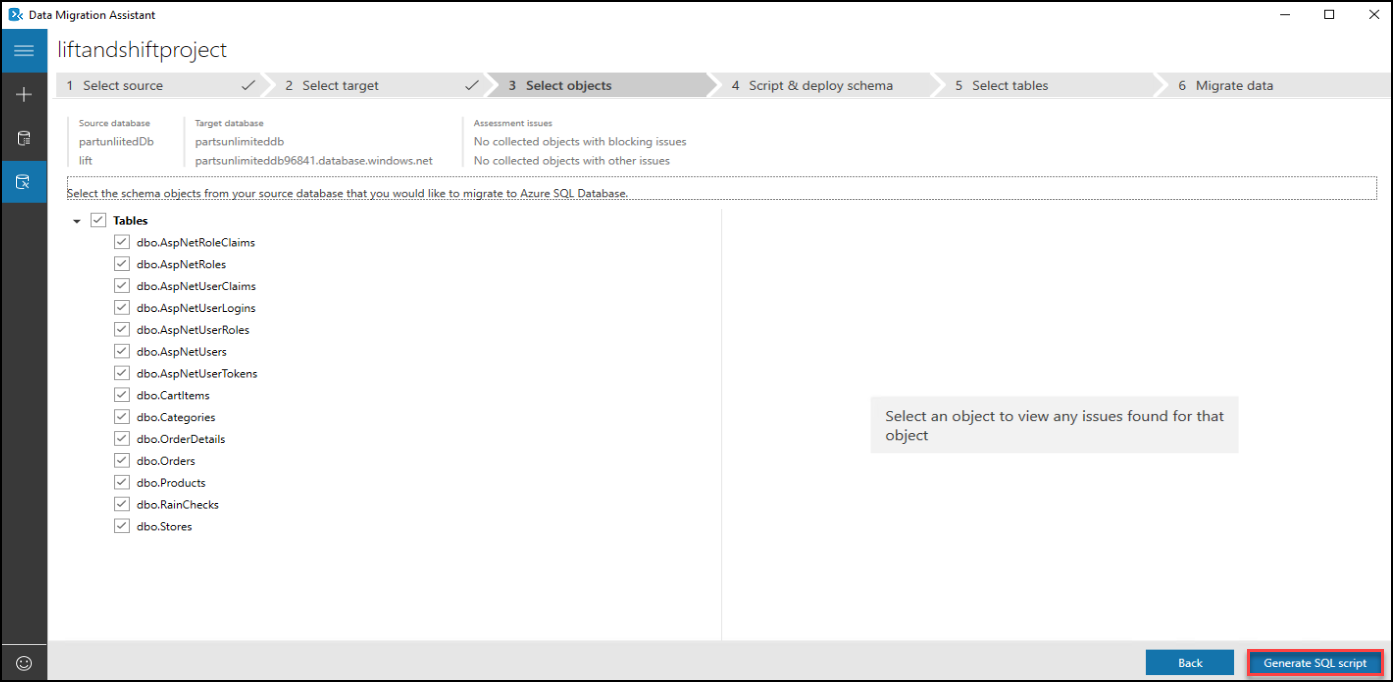 Data Migration Assistant
liftandshiftproject
1 Select source
2 Select target
3 Select objects
4 Script & deploy schema
5 Select tables
6 Migrate data
Source database
partunliitedDb
lift
Target database
partsunlimiteddb
partsunlimiteddb96841.database.windows.net
Assessment issues
No collected objects with blocking issues
No collected objects with other issues
Select the schema objects from your source database that you would like to migrate to Azure SQL Database.
Tables
dbo.AspNetRoleClaims
dbo.AspNetRoles
dbo.AspNetUserClaims
dbo.AspNetUserLogins
dbo.AspNetUserRoles
dbo.AspNetUsers
dbo.AspNetUserTokens
dbo.CartItems
dbo.Categories
dbo.OrderDetails
dbo.Orders
dbo.Products
dbo.RainChecks
dbo.Stores
Select an object to view any issues found for that
object
Back
Generate SQL script